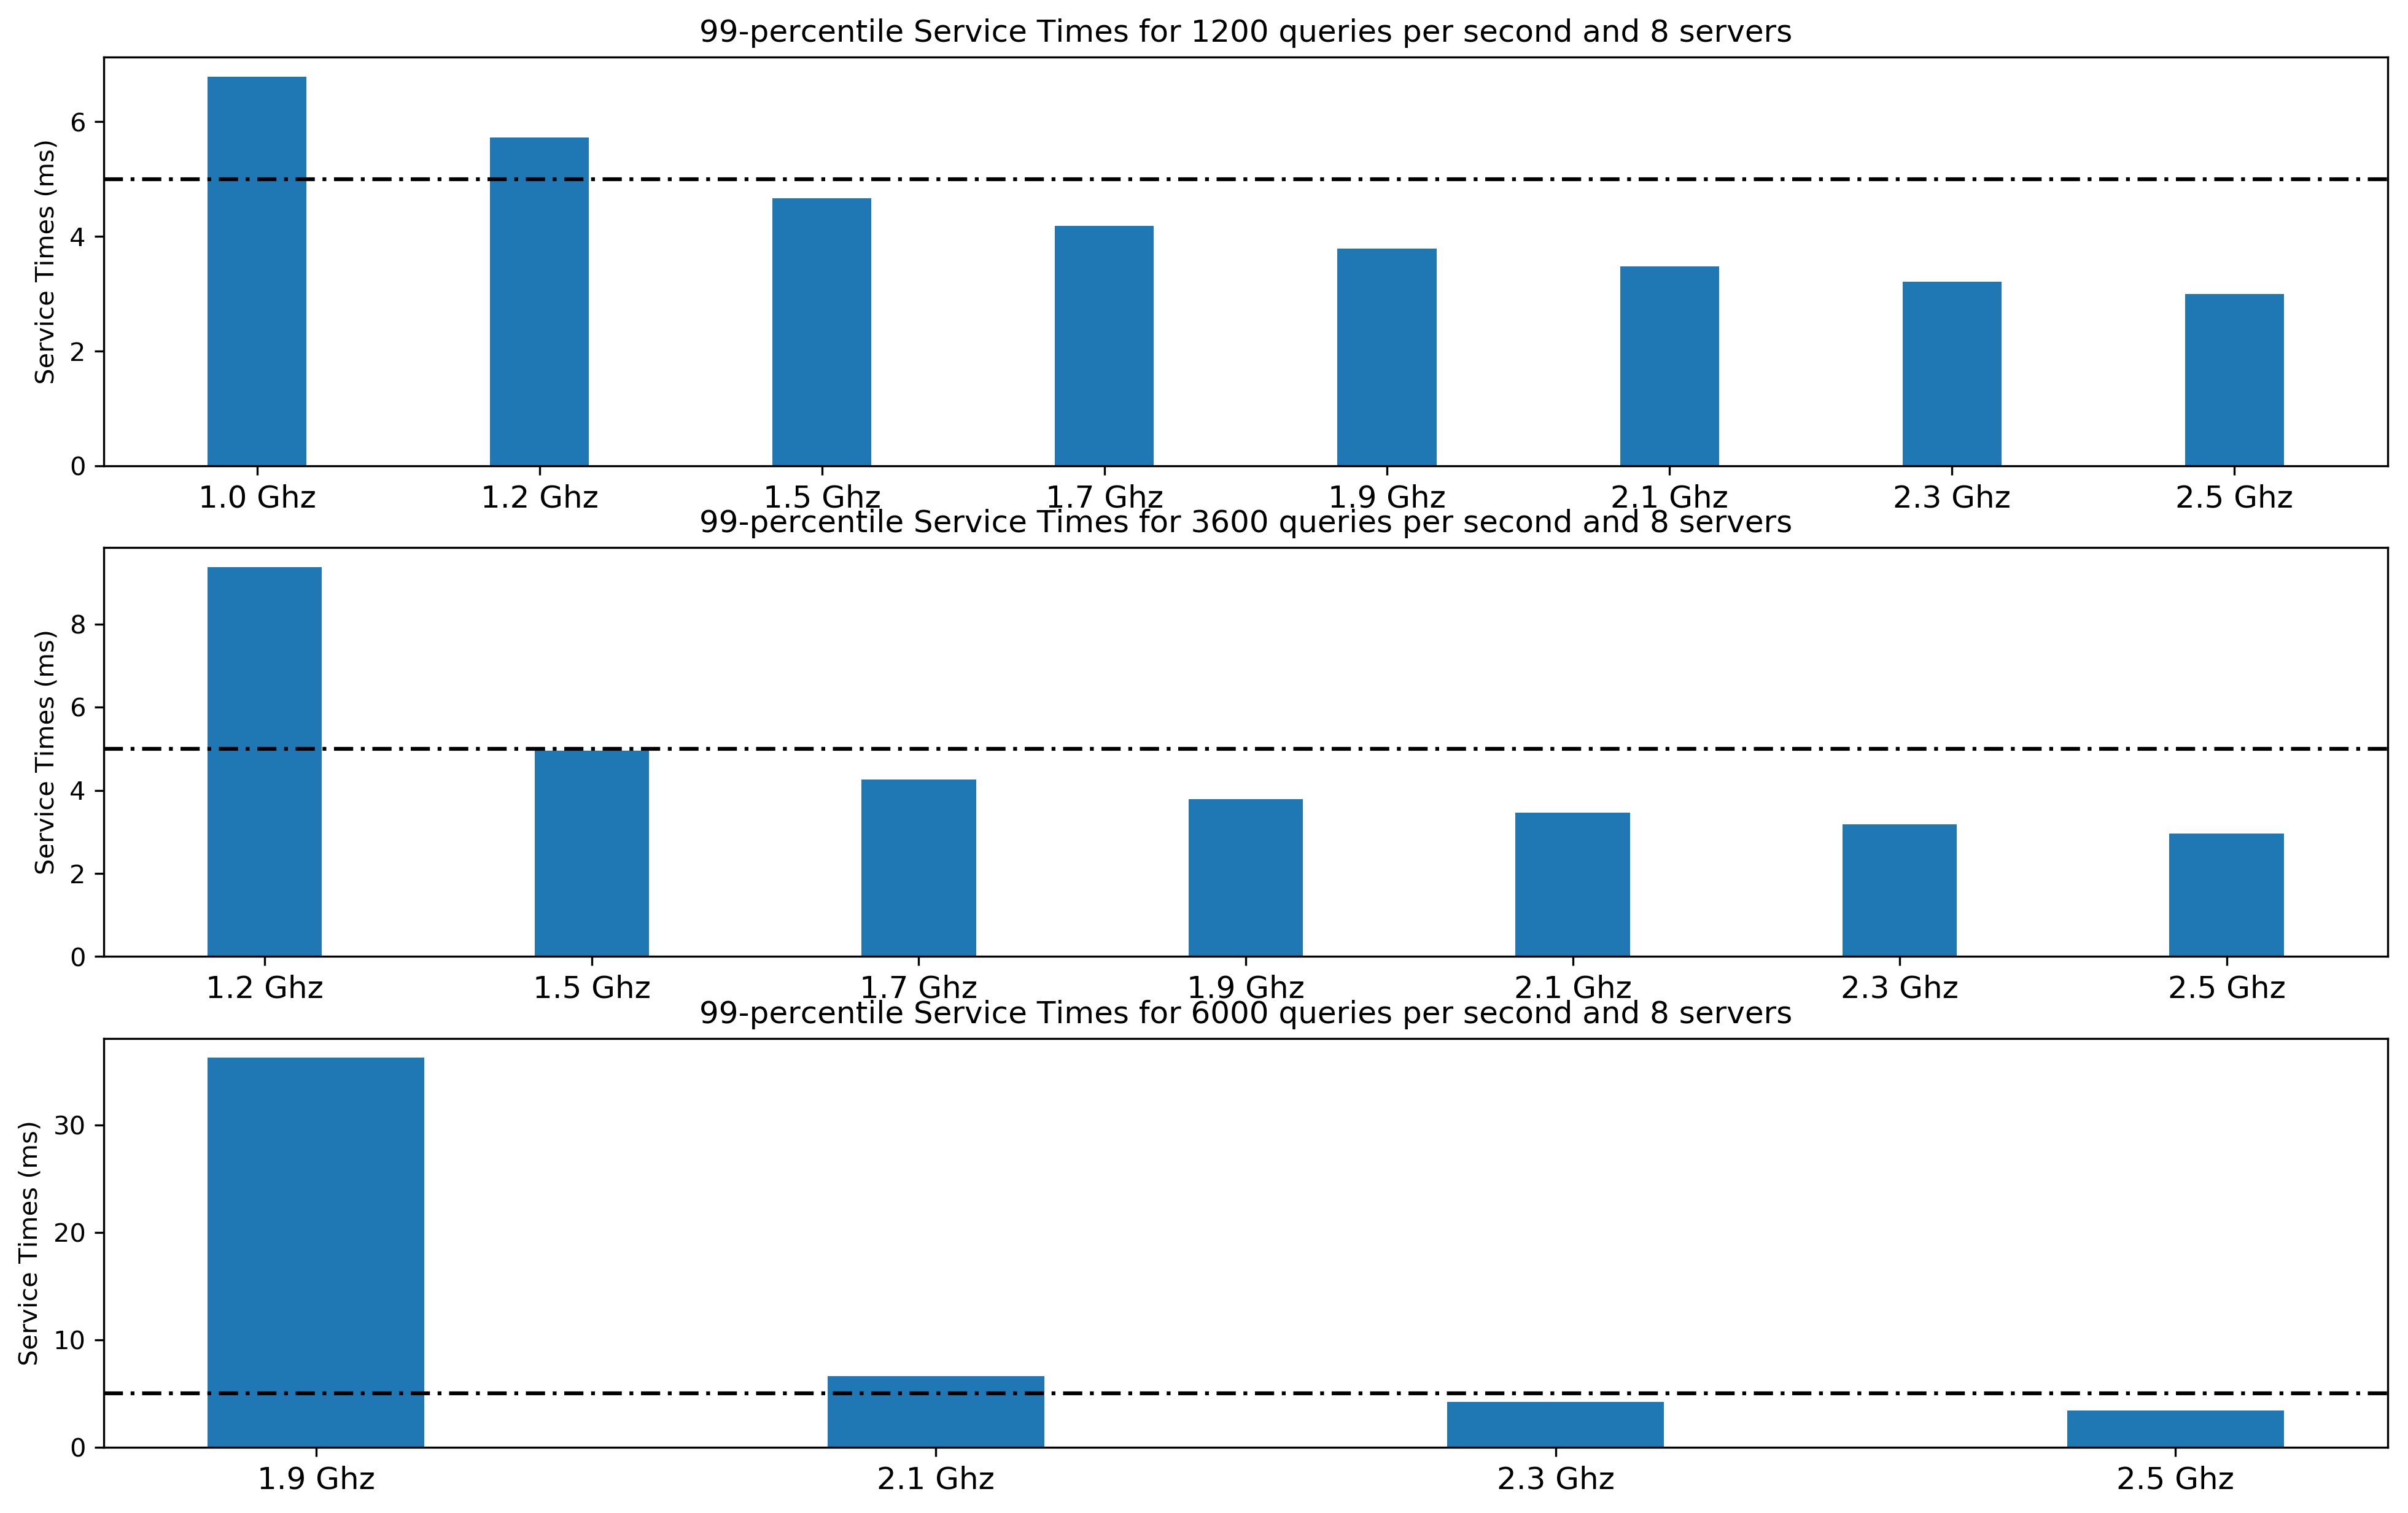 99-percentile Service Times for 1200 queries per second and 8 servers
Service Times (ms)
6
4
2
0
1.0 Ghz 1.2 Ghz 1.5 Ghz 1.7 Ghz 1.9 Ghz 2.1 Ghz 2.3 Ghz 2.5 Ghz
99-percentile Service Times for 3600 queries per second and 8 servers
Service Times (ms)
8
6
4
2
0
1.2 Ghz 1.5 Ghz 1.7 Ghz 1.9 Ghz 2.1 Ghz 2.3 Ghz 2.5 Ghz
99-percentile Service Times for 6000 queries per second and 8 servers
Service Times (ms)
30
20
10
0
1.9 Ghz 2.1 Ghz 2.3 Ghz 2.5 Ghz